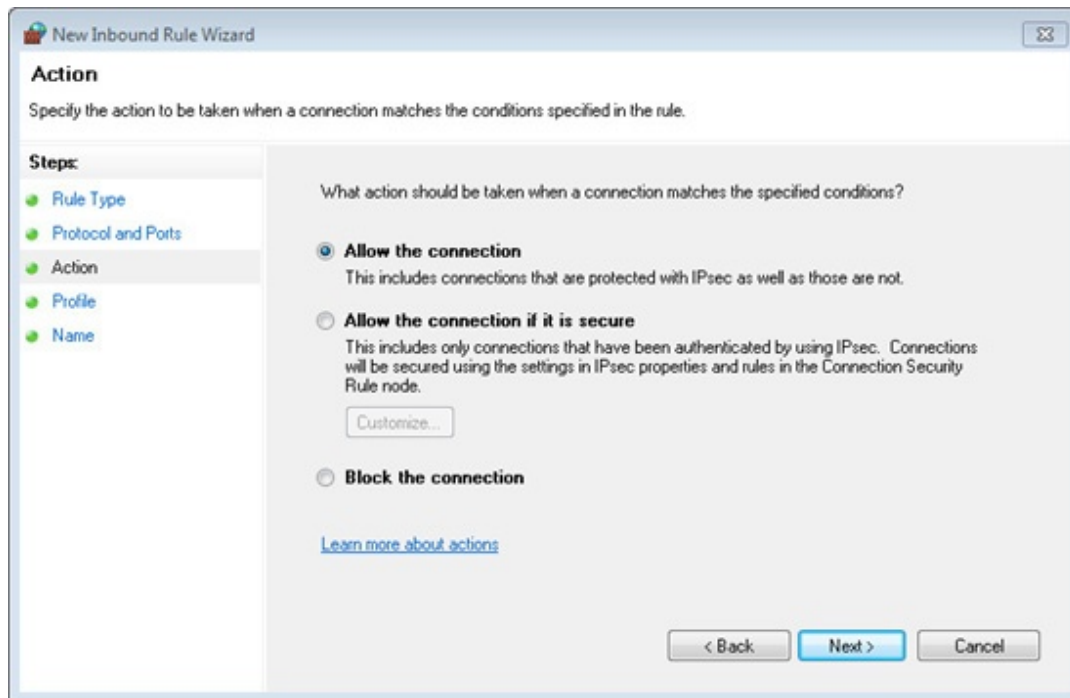 New Inbound Rule Wizard
Action
Specify the action to be taken when a connection matches the conditions specified in the rule.
Steps:
Rule Type
Protocol and Ports
Action
Profile
Name
What action should be taken when a connection matches the specified conditions?
Allow the connection
This includes connections that are protected with IPsec as well as those are not.
Allow the connection if it is secure
This includes only connections that have been authenticated by using IPsec. Connections
will be secured using the settings in IPsec properties and rules in the Connection Security
Rule node.
Customize...
Block the connection
Learn more about actions
< Back
Next >
Cancel